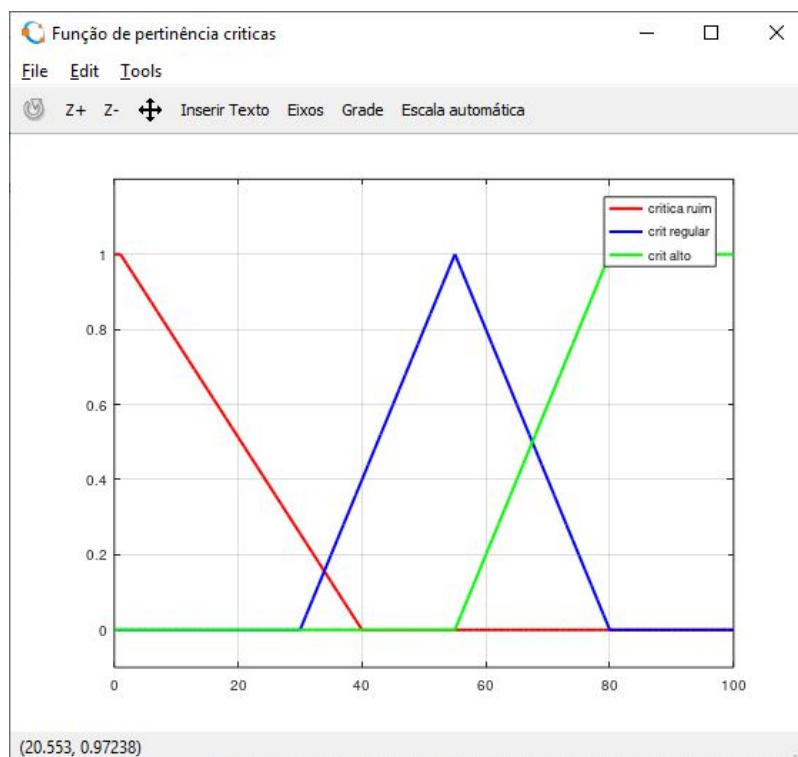 Função de pertinência criticas
File Edit Tools
Z+ Z- Inserir Texto Eixos Grade Escala automática
critica ruim
crit regular
crit alto
1
0.8
0.6
0.4
0.2
0
0 20 40 60 80 100
(20.553, 0.97238)